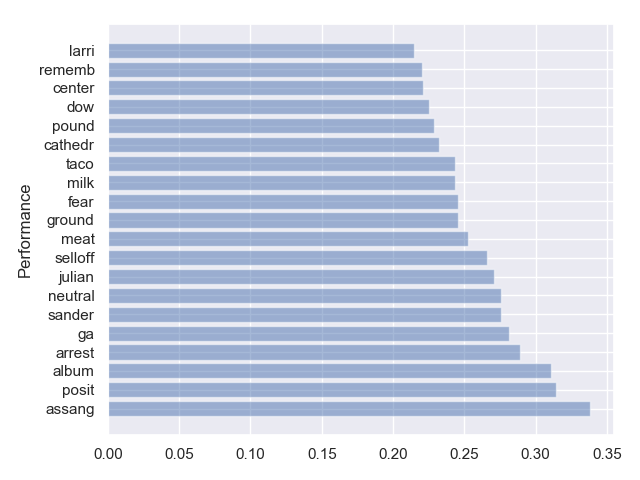 larri
rememb
center
dow
pound
cathedr
taco
milk
fear
ground
meat
selloff
julian
neutral
sander
ga
arrest
album
posit
assang
Performance
0.00 0.05 0.10 0.15 0.20 0.25 0.30 0.35